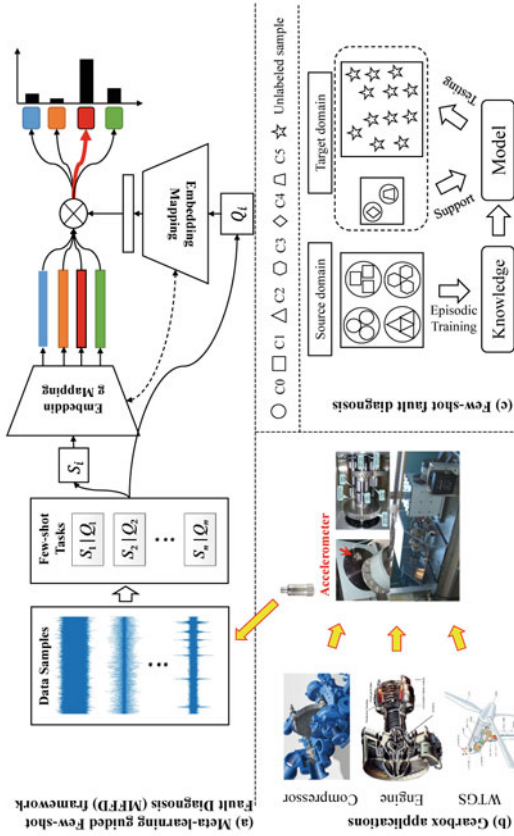 (a) Meta-learning guided Few-shot
Fault Diagnosis (MFFD) framework
Data Samples
Few-shot
Tasks
S1 | Q1
S2 | Q2
Sn | Qn
Si
Embeddin
g Mapping
Embedding
Mapping
Qi
(b) Gearbox applications
Compressor
Engine
WTGS
Accelerometer
C0 C1 C2 C3 C4 C5 Unlabeled sample
Source domain
Target domain
Episodic
Training
Support
Testing
Knowledge
Model
(c) Few-shot fault diagnosis